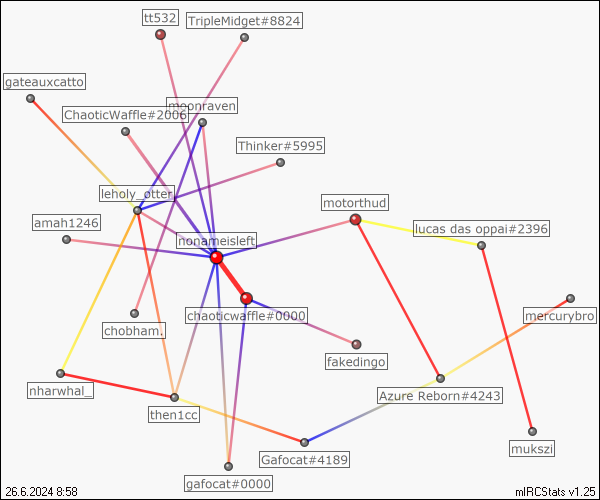 tt532
TripleMidget#8824
gateauxcatto
moonraven
ChaoticWaffle#2006
Thinker#5995
leholy_otter
motorthud
amah1246
lucas das oppai#2396
nonameisleft
chaoticwaffle#0000
mercurybro
chobham.
fakedingo
nharwhal_
Azure Reborn#4243
then1cc
mukszi
Gafocat#4189
gafocat#0000
26.6.2024 8:58
mIRCStats v1.25